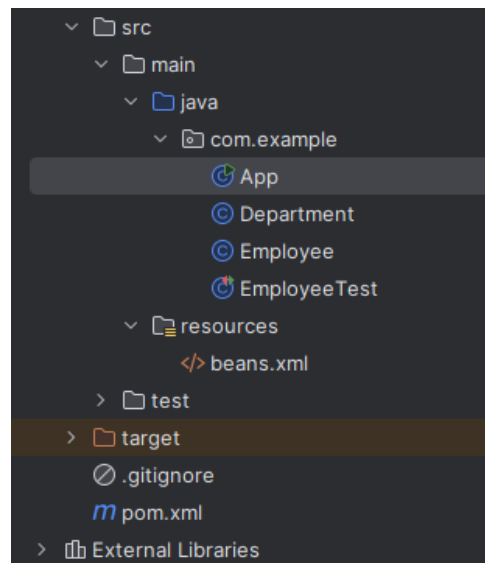 src
main
java
com.example
App
Department
Employee
EmployeeTest
resources
beans.xml
test
target
.gitignore
pom.xml
External Libraries